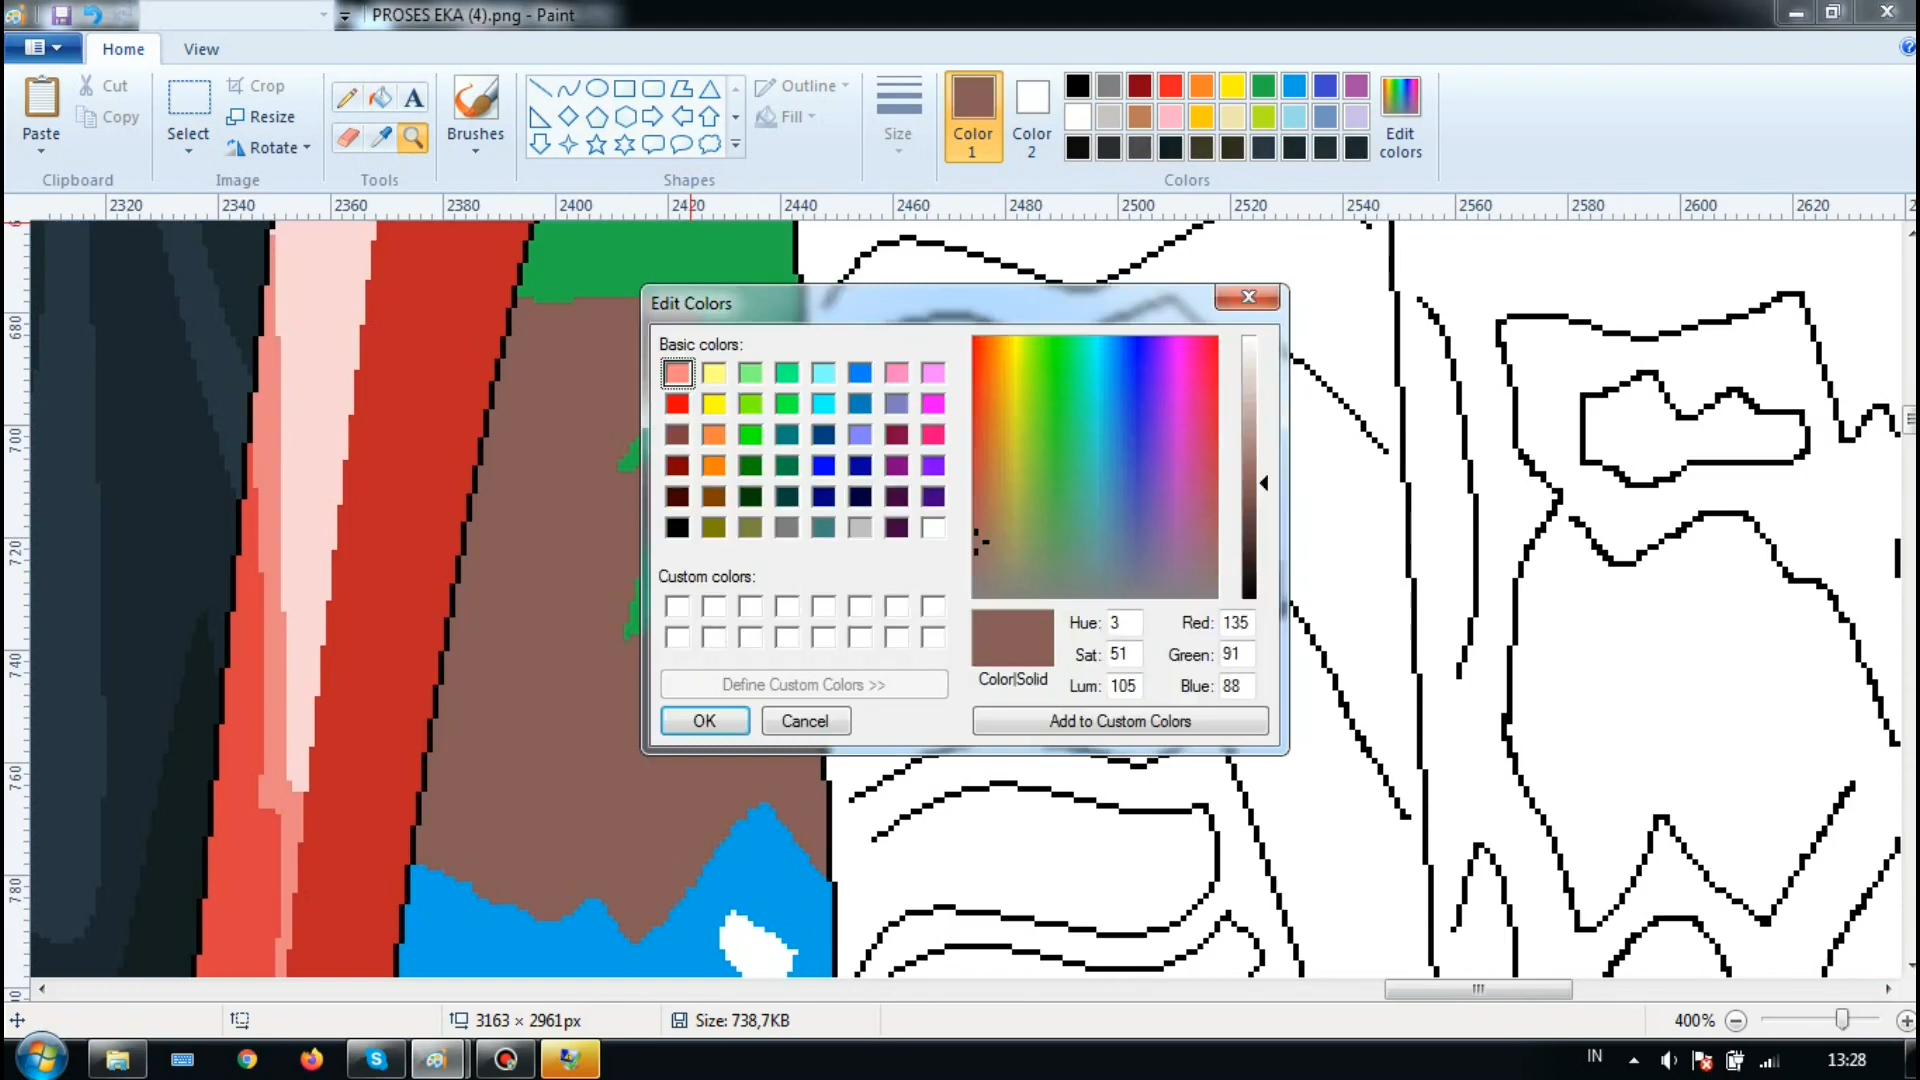 PROSES EKA (4).png - Paint
Home
View
Paste
Cut
Copy
Clipboard
Select
Crop
Resize
Rotate
Image
A
Tools
Brushes
Outline
Fill
Shapes
Size
Color
1
Color
2
Edit
colors
Colors
2320
2340
2360
2380
2400
2420
2440
2460
2480
2500
2520
2540
2560
2580
2600
2620
680
700
720
740
760
780
Edit Colors
Basic colors:
Custom colors:
Define Custom Colors >>
OK
Cancel
Color|Solid
Hue: 3
Sat: 51
Lum: 105
Red: 135
Green: 91
Blue: 88
Add to Custom Colors
3163 × 2961px
Size: 738,7KB
400%
IN
13:28